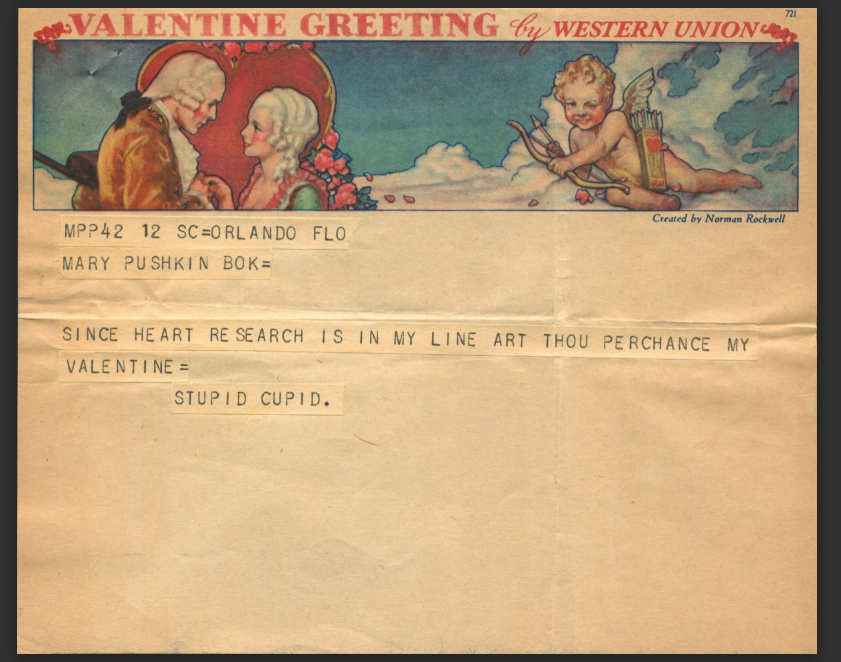 721
VALENTINE GREETING by WESTERN UNION
Created by Norman Rockwell
MPP42 12 SC=ORLANDO FLO
MARY PUSHKIN BOK=
SINCE HEART RESEARCH IS IN MY LINE ART THOU PERCHANCE MY
VALENTINE=
STUPID CUPID.